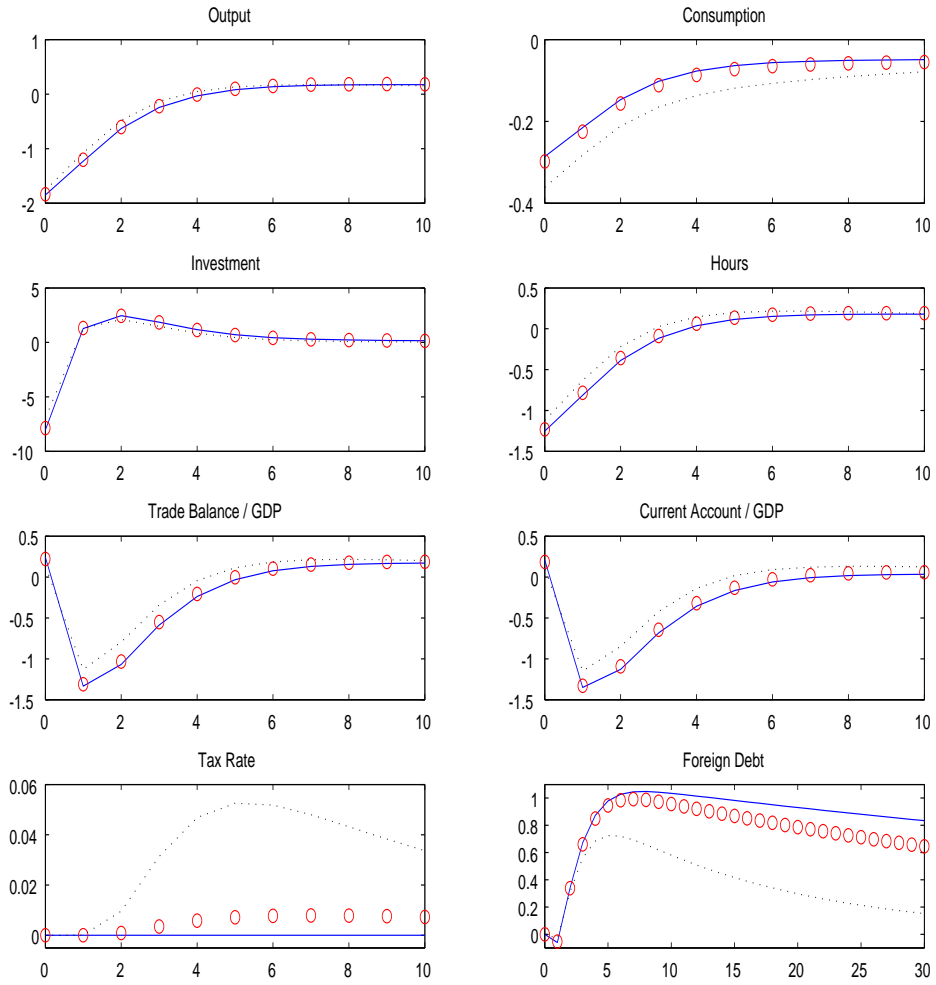 Output
1
0
-1
-2
0 2 4 6 8 10
Consumption
0
-0.2
-0.4
0 2 4 6 8 10
Investment
5
0
-5
-10
0 2 4 6 8 10
Hours
0.5
0
-0.5
-1
-1.5
0 2 4 6 8 10
Trade Balance / GDP
0.5
0
-0.5
-1
-1.5
0 2 4 6 8 10
Current Account / GDP
0.5
0
-0.5
-1
-1.5
0 2 4 6 8 10
Tax Rate
0.06
0.04
0.02
0
0 2 4 6 8 10
Foreign Debt
1
0.8
0.6
0.4
0.2
0
0 5 10 15 20 25 30